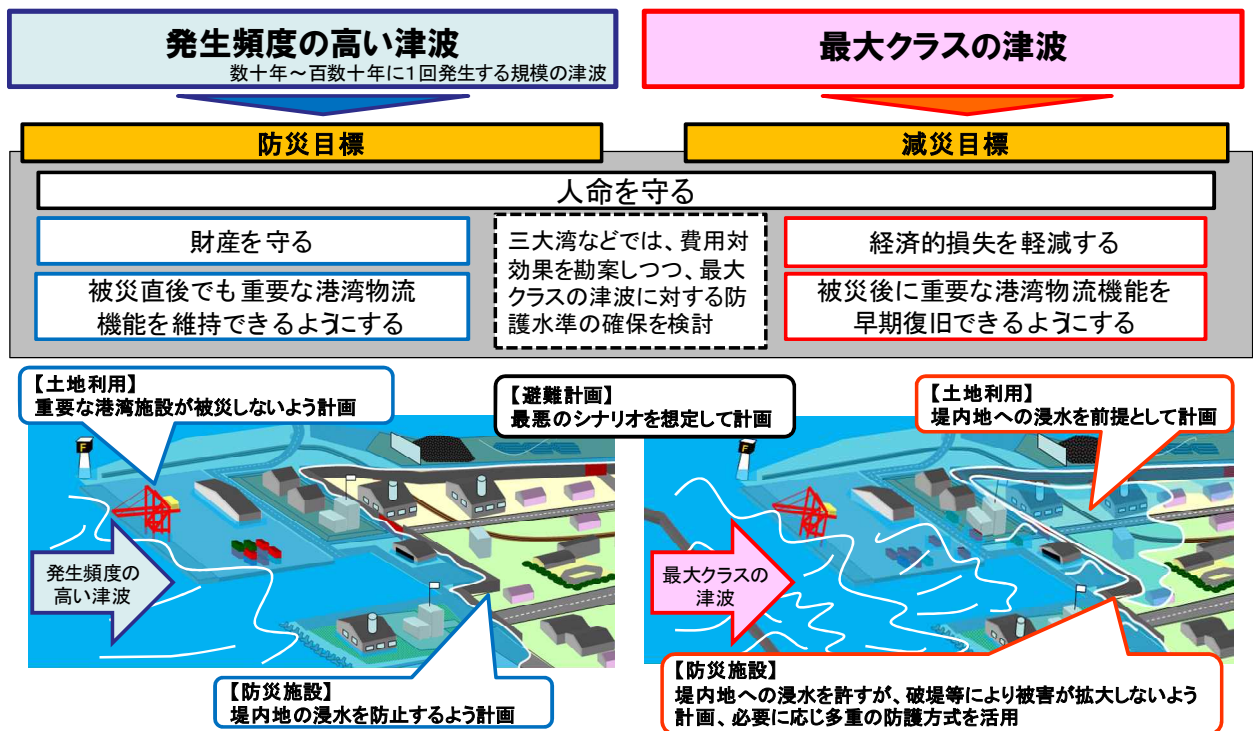 発生頻度の高い津波
数十年～百数十年に1回発生する規模の津波
最大クラスの津波
防災目標
減災目標
人命を守る
財産を守る
被災直後でも重要な港湾物流
機能を維持できるようにする
三大湾などでは、費用対
効果を勘案しつつ、最大
クラスの津波に対する防
護水準の確保を検討
経済的損失を軽減する
被災後に重要な港湾物流機能を
早期復旧できるようにする
【土地利用】
重要な港湾施設が被災しないよう計画
【避難計画】
最悪のシナリオを想定して計画
【土地利用】
堤内地への浸水を前提として計画
F
F
発生頻度の
高い津波
最大クラスの
津波
【防災施設】
堤内地の浸水を防止するよう計画
【防災施設】
堤内地への浸水を許すが、破堤等により被害が拡大しないよう
計画、必要に応じ多重の防護方式を活用